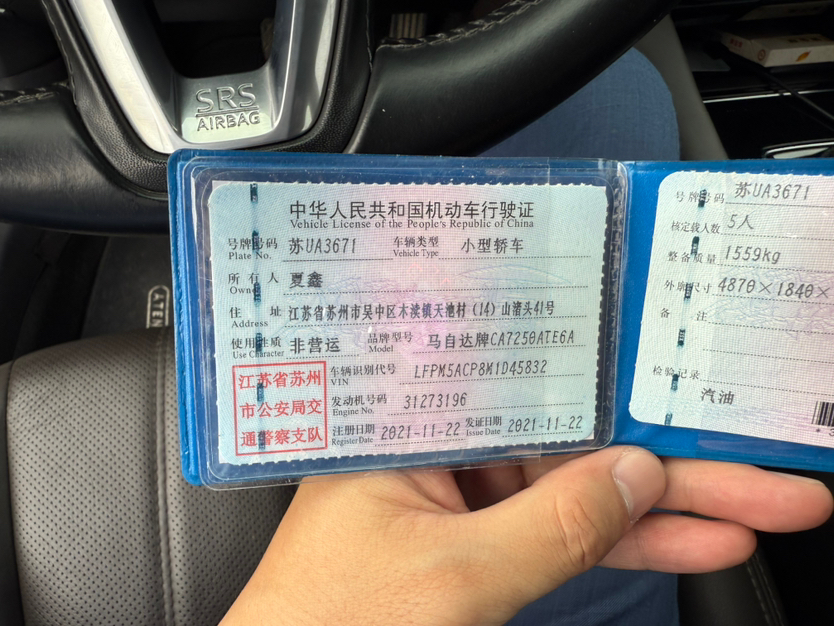 SRS
AIRBAG
中华人民共和国机动车行驶证
Vehicle License of the People's Republic of China
号牌号码 苏UA3671 车辆类型 小型轿车
Plate No. Vehicle Type
所有人 夏鑫
Owner
住址 江苏省苏州市吴中区木渎镇天池村(14)山渚头41号
Address
使用性质 非营运 品牌型号 马自达牌CA7250ATE6A
Use Character Model
江苏省苏州
市公安局交
通警察支队
车辆识别代号 LFPM5ACP8M1D45832
VIN
发动机号码 31273196
Engine No.
注册日期 2021-11-22 发证日期 2021-11-22
Register Date Issue Date
号牌号码 苏UA3671
核定载人数 5人
整备质量 1559kg
外廓尺寸 4870×1840×
备注
检验记录
汽油